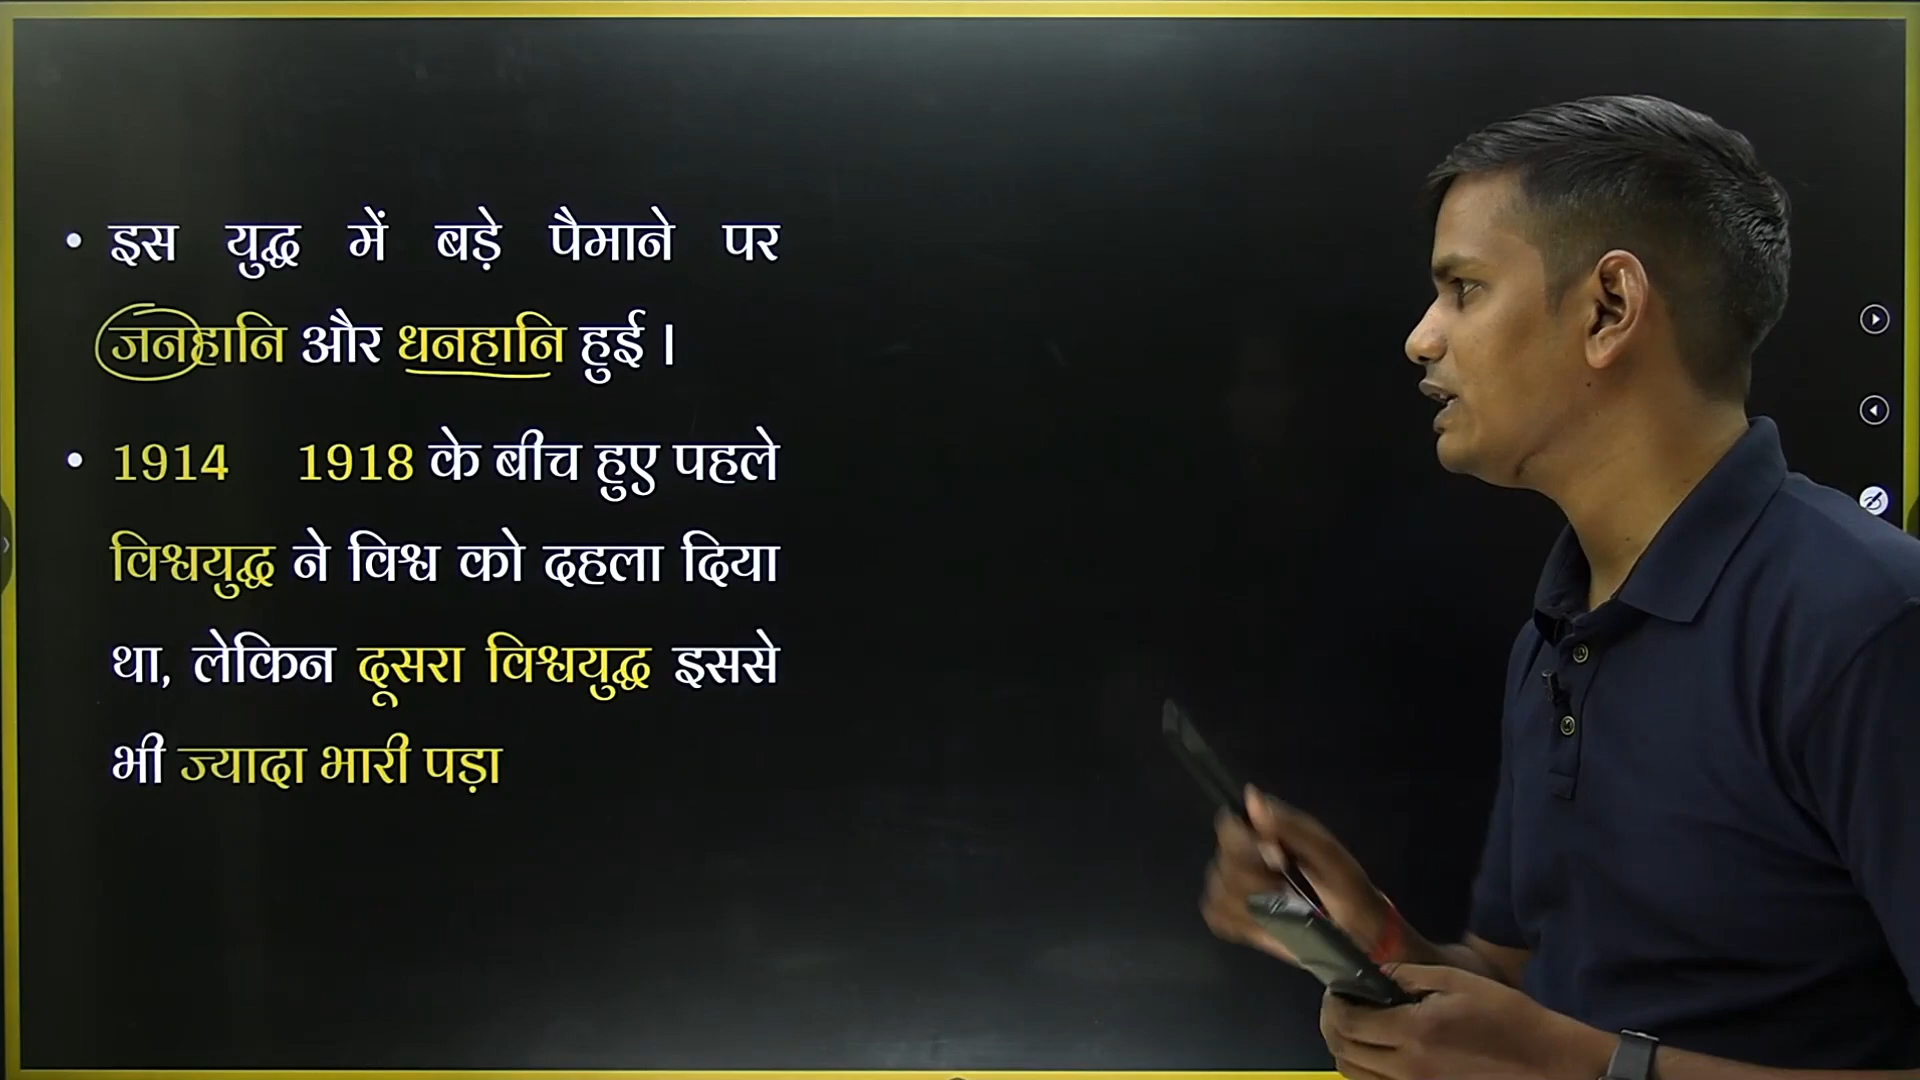 • इस युद्ध में बड़े पैमाने पर
जनहानि और धनहानि हुई।
• 1914 1918 के बीच हुए पहले
विश्वयुद्ध ने विश्व को दहला दिया
था, लेकिन दूसरा विश्वयुद्ध इससे
भी ज्यादा भारी पड़ा